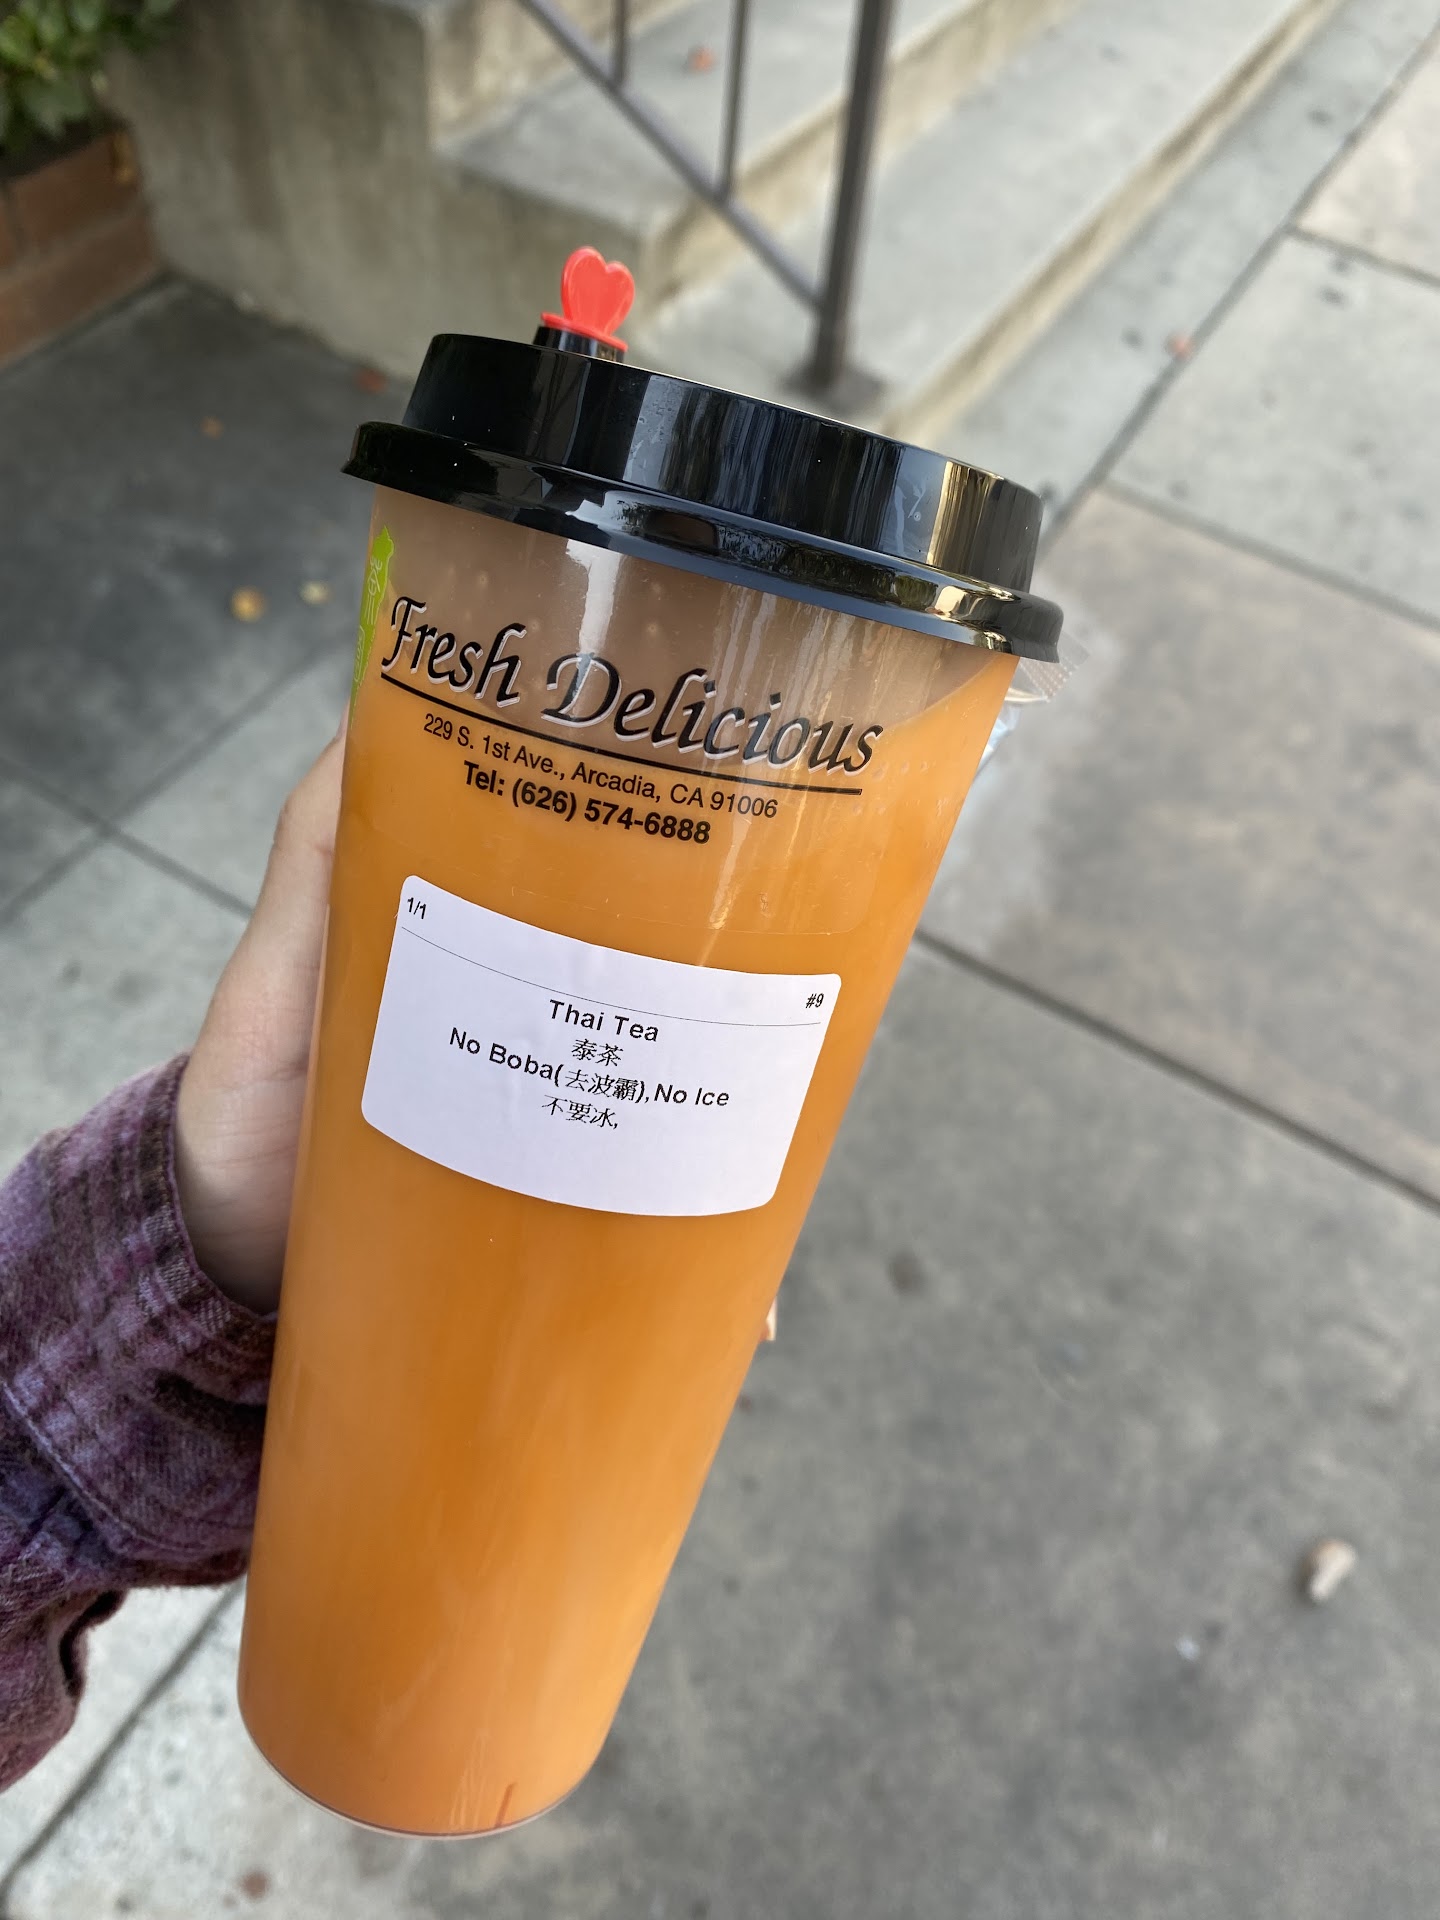 Fresh Delicious
229 S. 1st Ave., Arcadia, CA 91006
Tel: (626) 574-6888
1/1
#9
Thai Tea
泰茶
No Boba(去波霸),No Ice
不要冰,